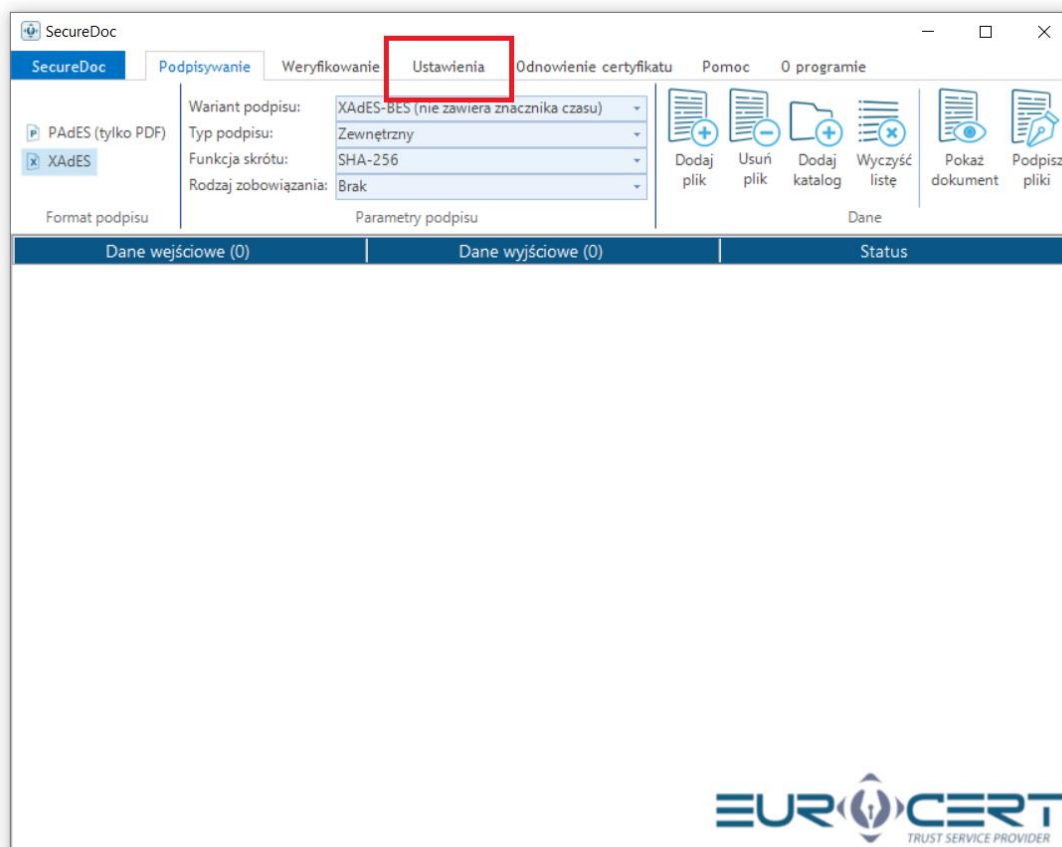 SecureDoc
SecureDoc Podpisywanie Weryfikowanie Ustawienia Odnowienie certyfikatu Pomoc O programie
PAdES (tylko PDF)
XAdES
Format podpisu
Wariant podpisu: XAdES-BES (nie zawiera znacznika czasu)
Typ podpisu: Zewnętrzny
Funkcja skrótu: SHA-256
Rodzaj zobowiązania: Brak
Parametry podpisu
Dodaj plik
Usuń plik
Dodaj katalog
Wyczyść listę
Pokaż dokument
Podpisz pliki
Dane
Dane wejściowe (0) Dane wyjściowe (0) Status
EUROCERT
TRUST SERVICE PROVIDER